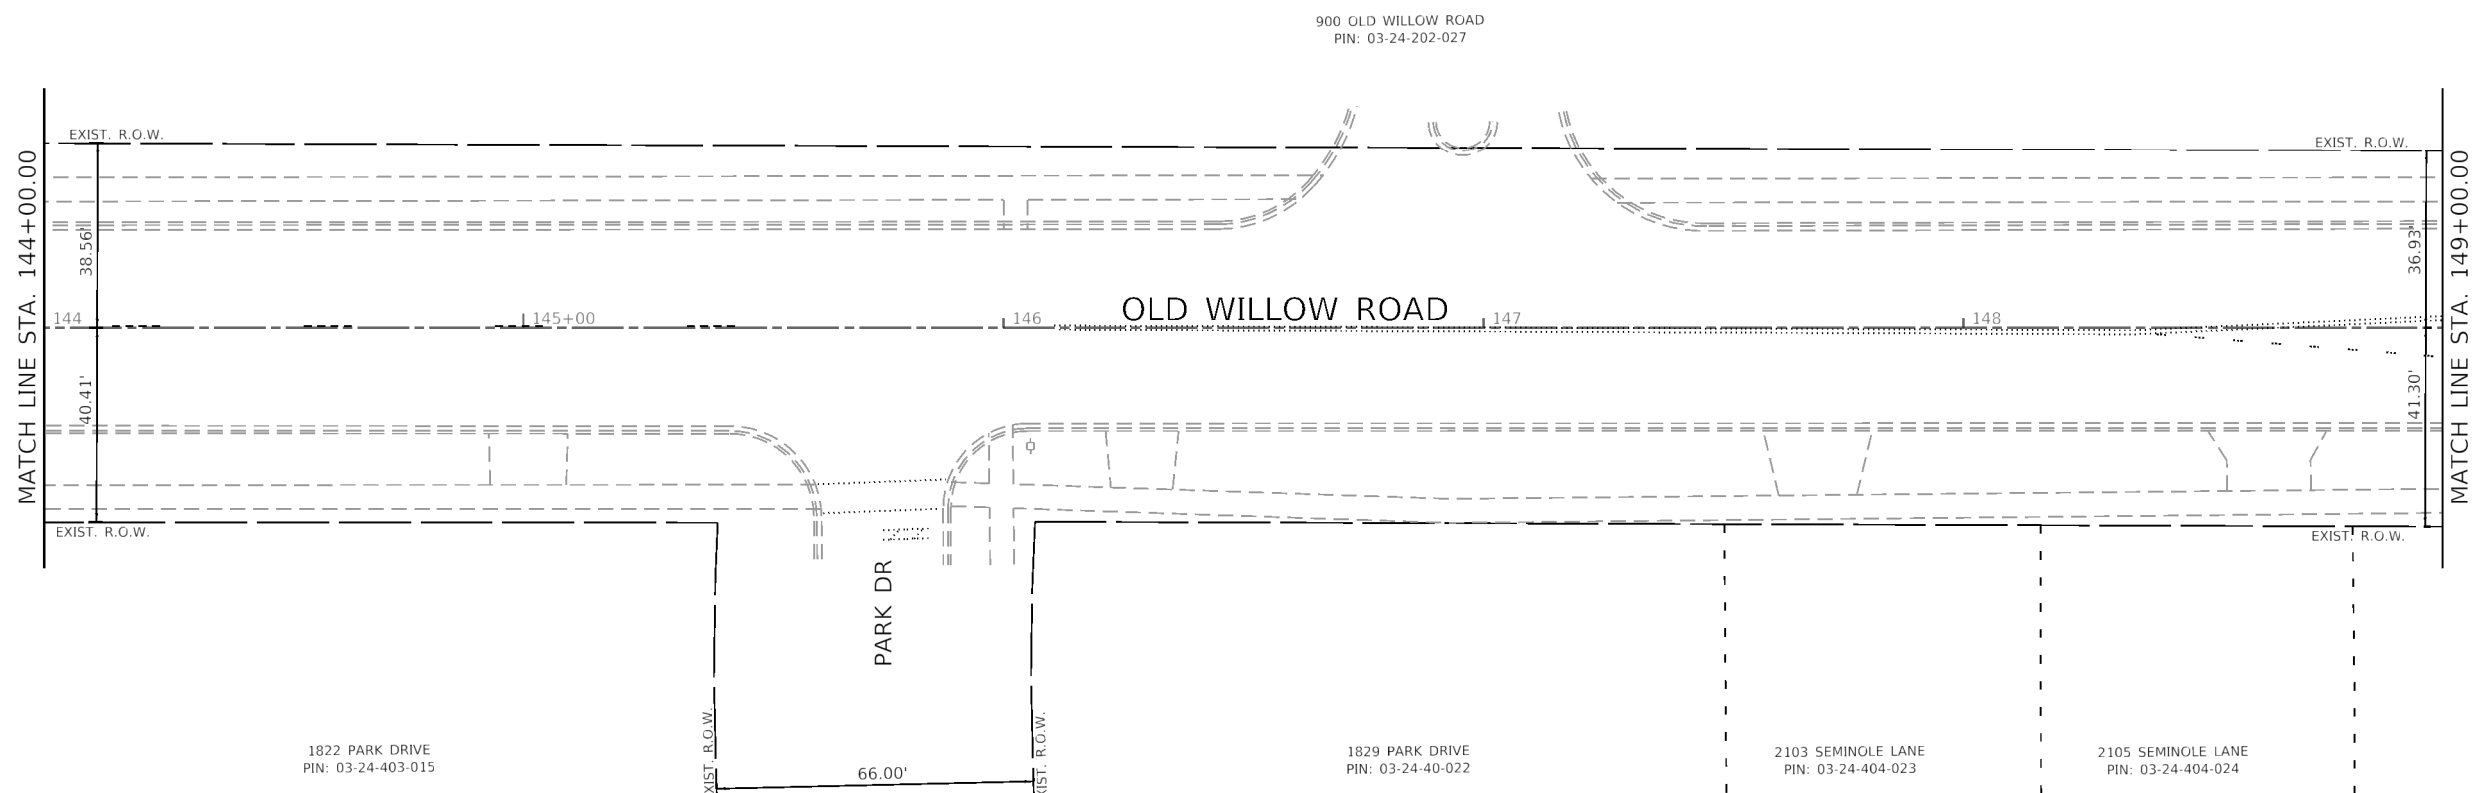 900 OLD WILLOW ROAD
PIN: 03-24-202-027
EXIST. R.O.W.
EXIST. R.O.W.
MATCH LINE STA. 144+00.00
38.56'
36.93'
MATCH LINE STA. 149+00.00
OLD WILLOW ROAD
144
145+00
146
147
148
40.41'
41.30'
EXIST. R.O.W.
EXIST. R.O.W.
PARK DR
EXIST. R.O.W.
EXIST. R.O.W.
66.00'
1822 PARK DRIVE
PIN: 03-24-403-015
1829 PARK DRIVE
PIN: 03-24-40-022
2103 SEMINOLE LANE
PIN: 03-24-404-023
2105 SEMINOLE LANE
PIN: 03-24-404-024